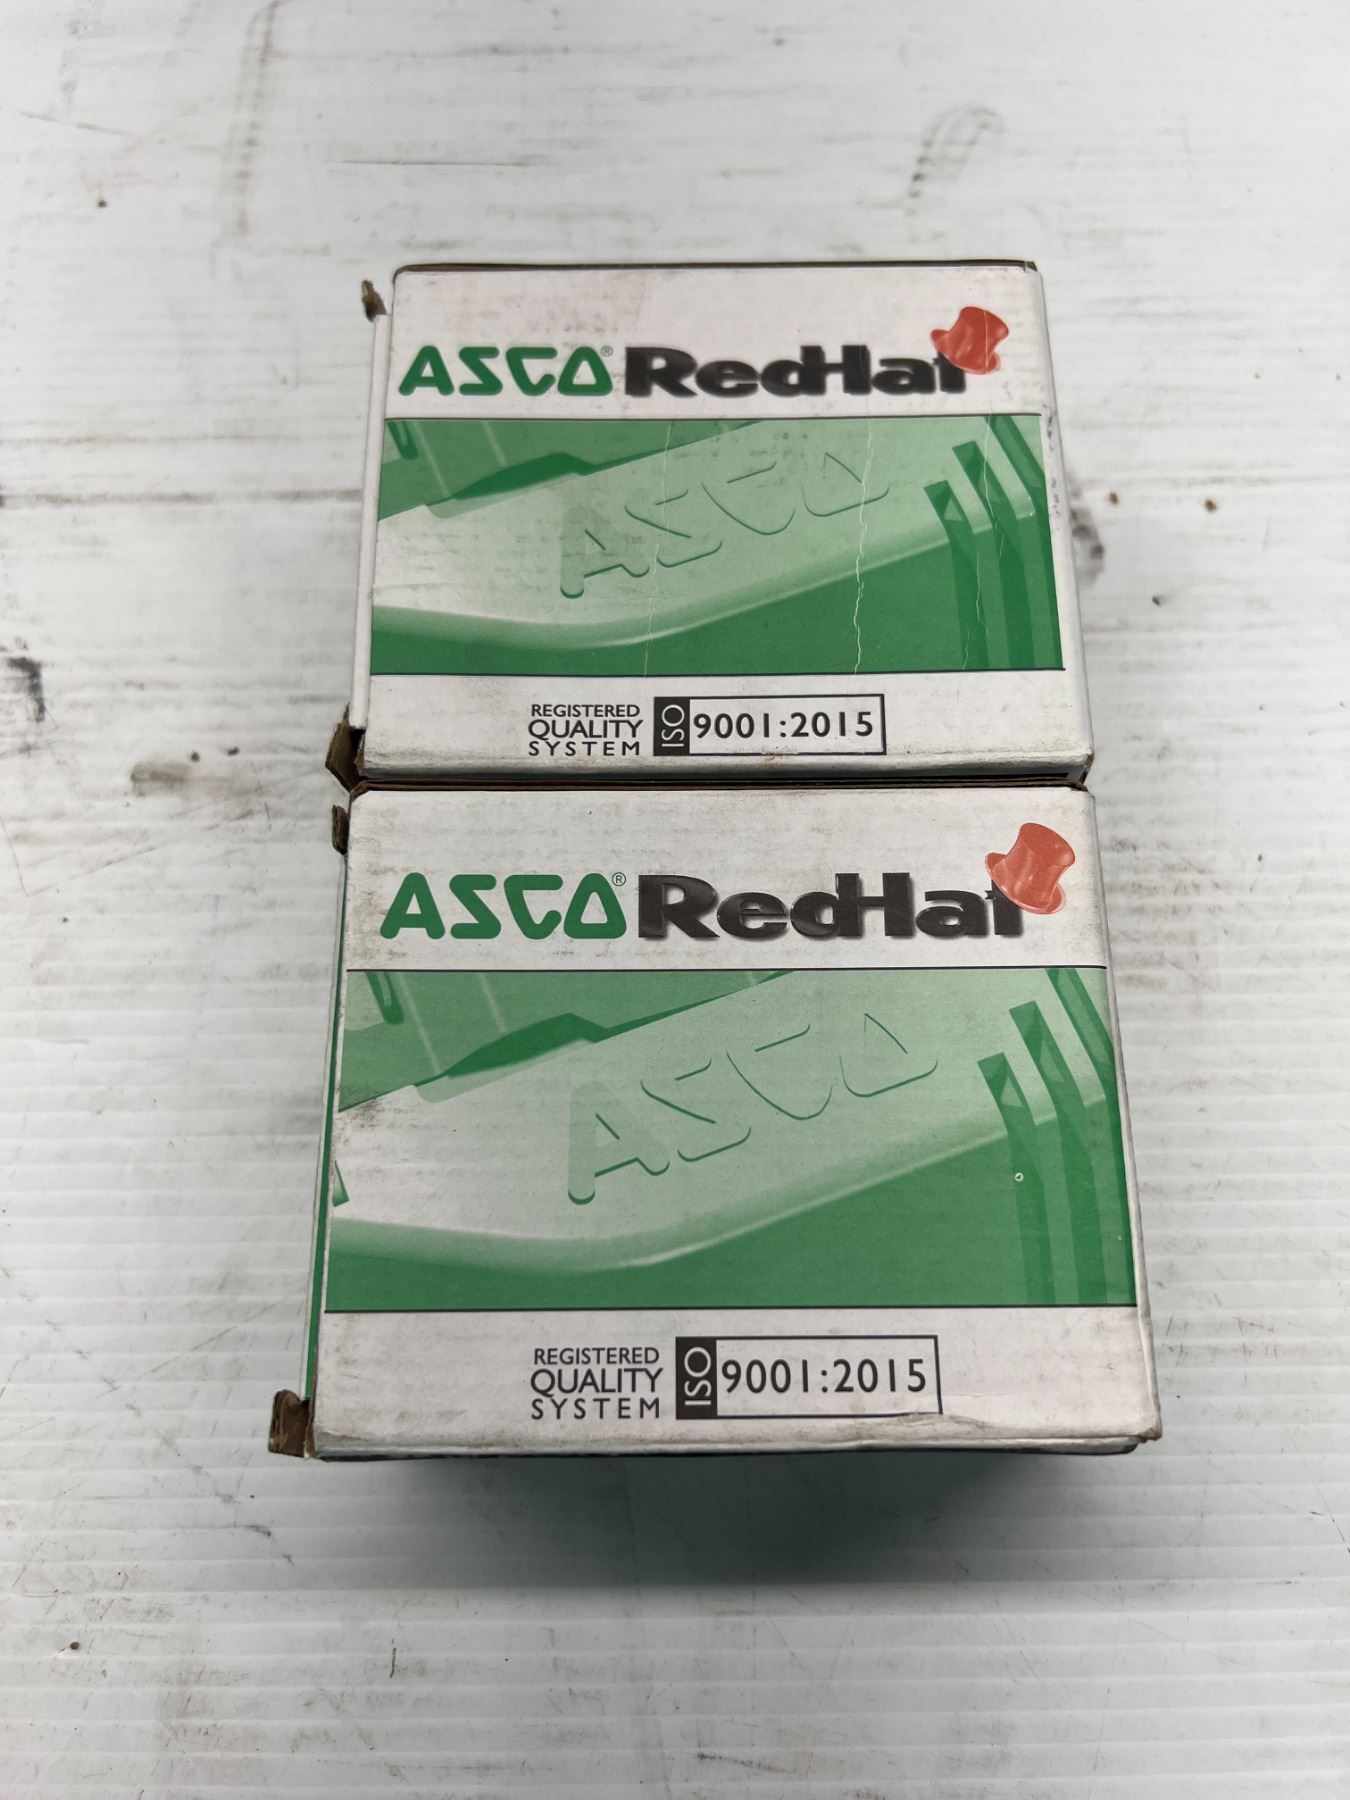 ASCO® RedHat
ASCO
REGISTERED
QUALITY
SYSTEM
ISO 9001:2015
ASCO® RedHat
ASCO
REGISTERED
QUALITY
SYSTEM
ISO 9001:2015